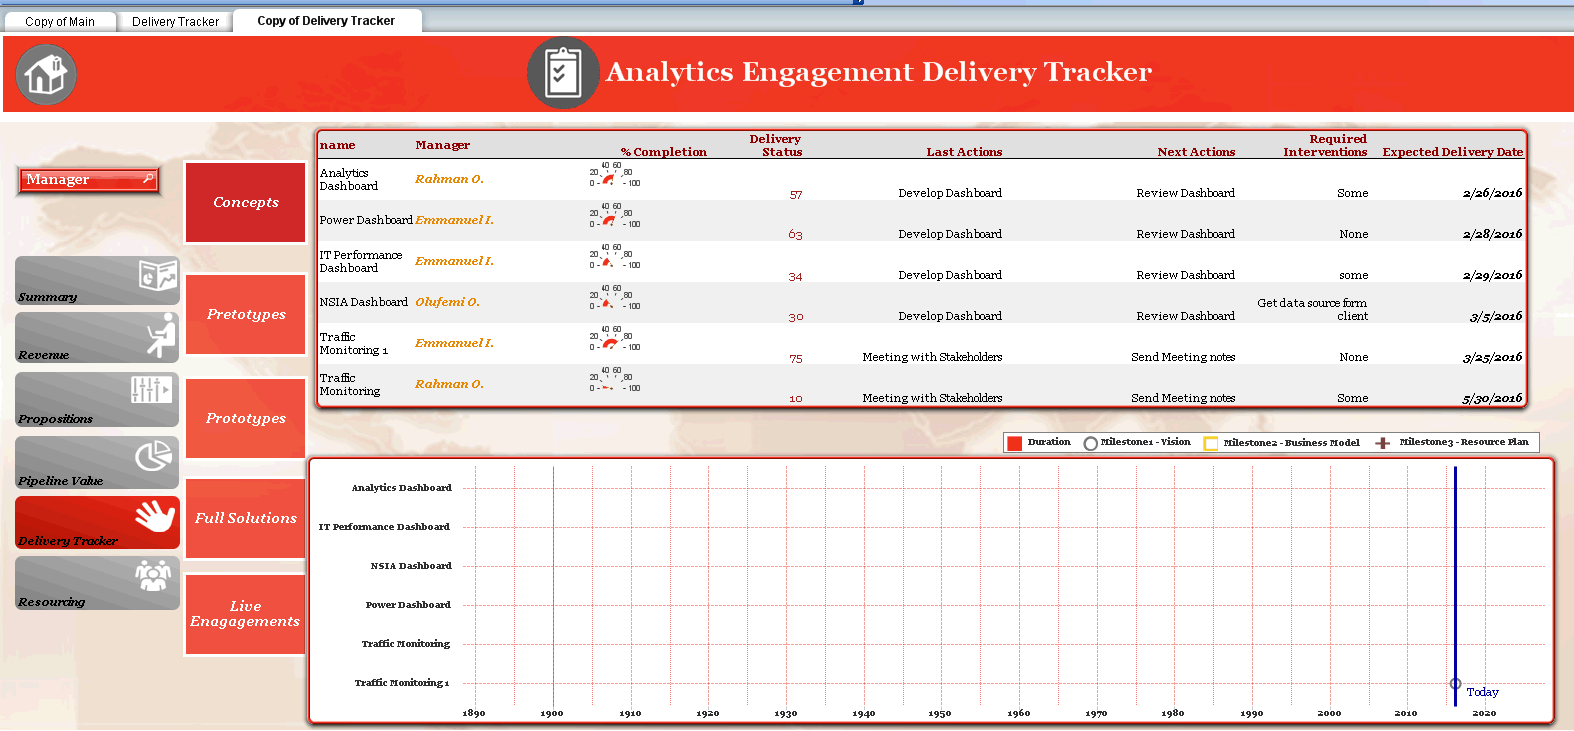 Copy of Main
Delivery Tracker
Copy of Delivery Tracker
Analytics Engagement Delivery Tracker
Manager
Summary
Revenue
Propositions
Pipeline Value
Delivery Tracker
Resourcing
Concepts
Pretotypes
Prototypes
Full Solutions
Live
Enagagements
name Manager % Completion Delivery Status Last Actions Next Actions Required Interventions Expected Delivery Date
Analytics Dashboard Rahman O. 0 20 40 60 80 100 57 Develop Dashboard Review Dashboard Some 2/26/2016
Power Dashboard Emmanuel I. 0 20 40 60 80 100 63 Develop Dashboard Review Dashboard None 2/28/2016
IT Performance Dashboard Emmanuel I. 0 20 40 60 80 100 34 Develop Dashboard Review Dashboard some 2/29/2016
NSIA Dashboard Olufemi O. 0 20 40 60 80 100 30 Develop Dashboard Review Dashboard Get data source form client 3/5/2016
Traffic Monitoring 1 Emmanuel I. 0 20 40 60 80 100 75 Meeting with Stakeholders Send Meeting notes None 3/25/2016
Traffic Monitoring Rahman O. 0 20 40 60 80 100 10 Meeting with Stakeholders Send Meeting notes Some 5/30/2016
Duration Milestone1 - Vision Milestone2 - Business Model Milestone3 - Resource Plan
Analytics Dashboard
IT Performance Dashboard
NSIA Dashboard
Power Dashboard
Traffic Monitoring
Traffic Monitoring 1
Today
1890 1900 1910 1920 1930 1940 1950 1960 1970 1980 1990 2000 2010 2020